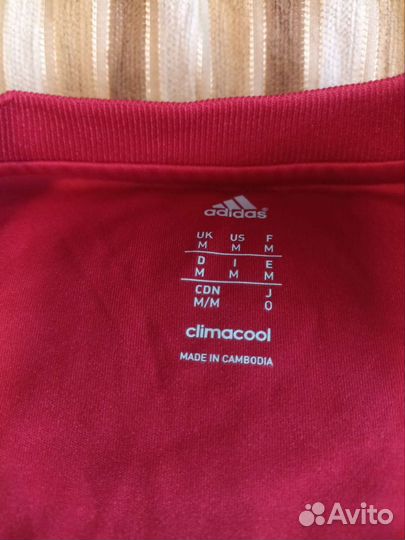 adidas
UK US F
M M M
D I E
M M M
CDN J
M/M O
climacool
MADE IN CAMBODIA
Avito